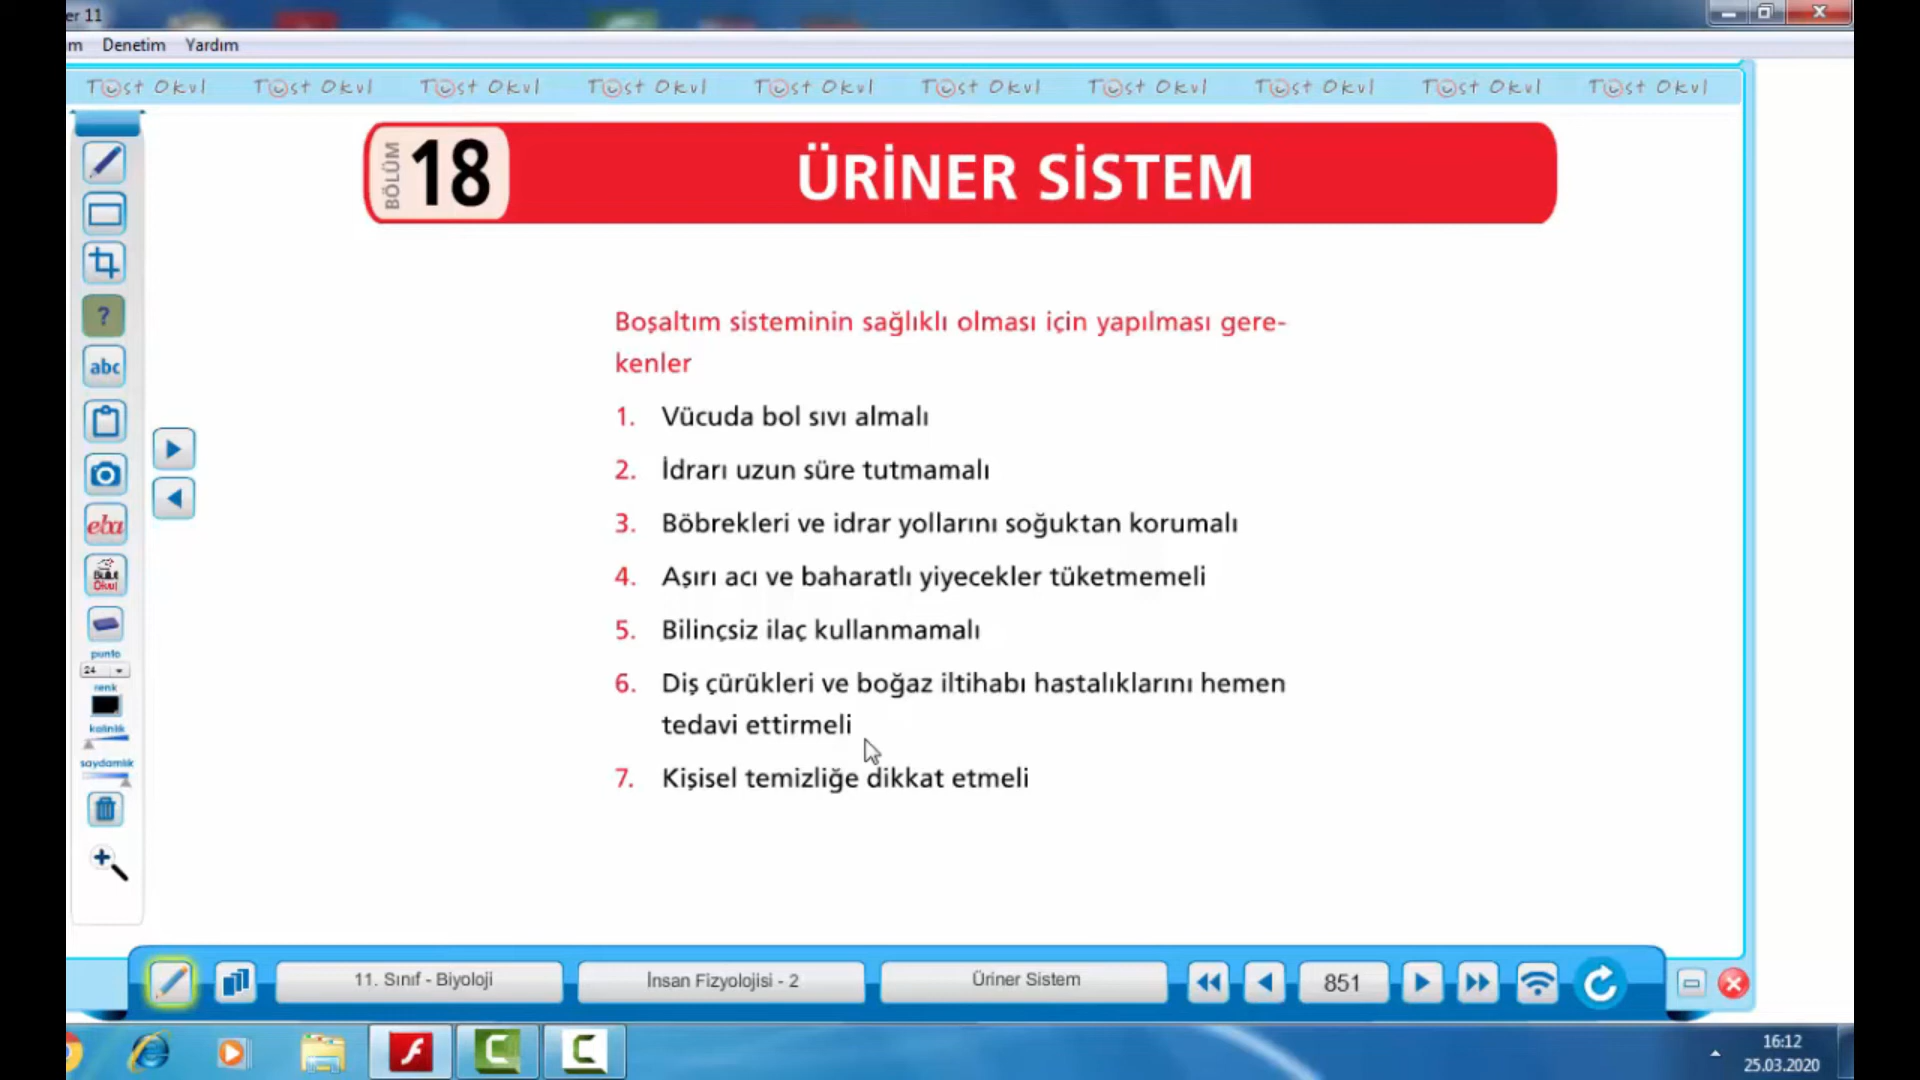 er 11
m Denetim Yardım
Test Okul Test Okul Test Okul Test Okul Test Okul Test Okul Test Okul Test Okul Test Okul Test Okul
BÖLÜM 18 ÜRİNER SİSTEM
?
Boşaltım sisteminin sağlıklı olması için yapılması gere-
kenler
abc
1. Vücuda bol sıvı almalı
2. İdrarı uzun süre tutmamalı
3. Böbrekleri ve idrar yollarını soğuktan korumalı
eba
4. Aşırı acı ve baharatlı yiyecekler tüketmemeli
Bulut
Okul
5. Bilinçsiz ilaç kullanmamalı
punto
24
6. Diş çürükleri ve boğaz iltihabı hastalıklarını hemen
renk
tedavi ettirmeli
kalınlık
saydamlık
7. Kişisel temizliğe dikkat etmeli
11. Sınıf - Biyoloji İnsan Fizyolojisi - 2 Üriner Sistem 851
16:12
25.03.2020